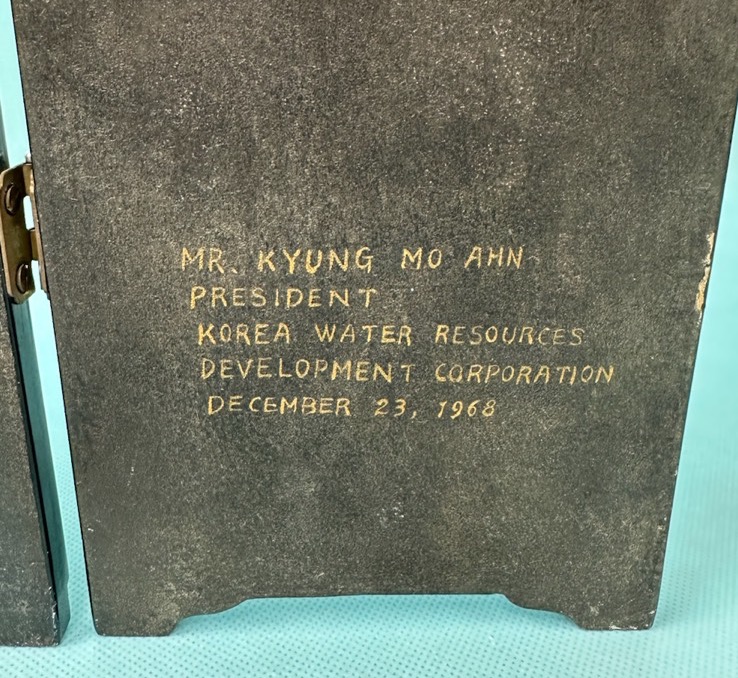 MR. KYUNG MO AHN
PRESIDENT
KOREA WATER RESOURCES
DEVELOPMENT CORPORATION
DECEMBER 23, 1968